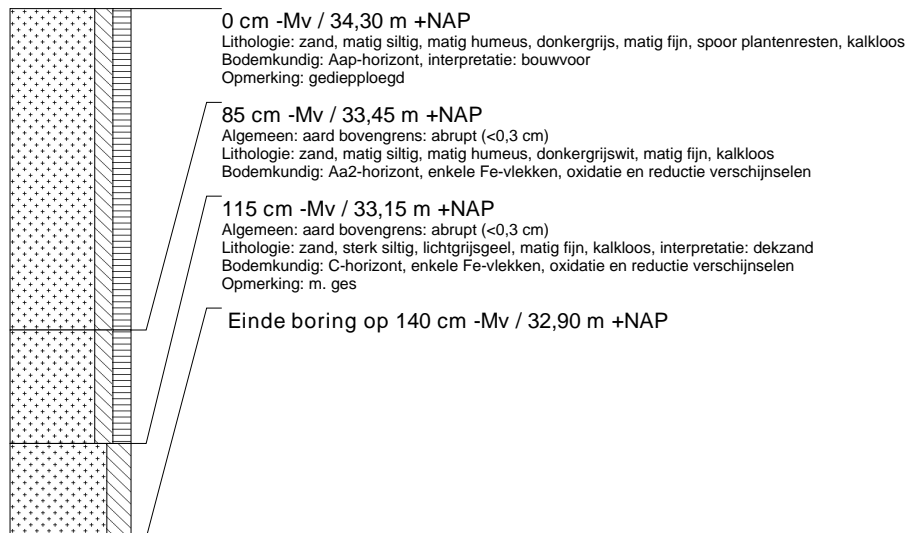 0 cm -Mv / 34,30 m +NAP
Lithologie: zand, matig siltig, matig humeus, donkergrijs, matig fijn, spoor plantenresten, kalkloos
Bodemkundig: Aap-horizont, interpretatie: bouwvoor
Opmerking: gediepploegd
85 cm -Mv / 33,45 m +NAP
Algemeen: aard bovengrens: abrupt (<0,3 cm)
Lithologie: zand, matig siltig, matig humeus, donkergrijswit, matig fijn, kalkloos
Bodemkundig: Aa2-horizont, enkele Fe-vlekken, oxidatie en reductie verschijnselen
115 cm -Mv / 33,15 m +NAP
Algemeen: aard bovengrens: abrupt (<0,3 cm)
Lithologie: zand, sterk siltig, lichtgrijsgeel, matig fijn, kalkloos, interpretatie: dekzand
Bodemkundig: C-horizont, enkele Fe-vlekken, oxidatie en reductie verschijnselen
Opmerking: m. ges
Einde boring op 140 cm -Mv / 32,90 m +NAP